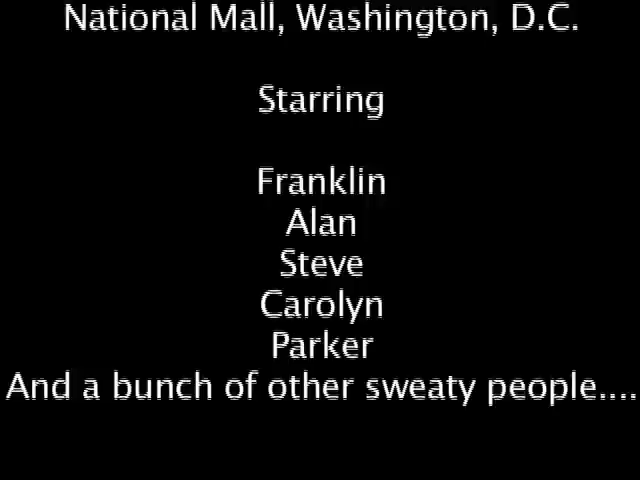 National Mall, Washington, D.C.
Starring
Franklin
Alan
Steve
Carolyn
Parker
And a bunch of other sweaty people....